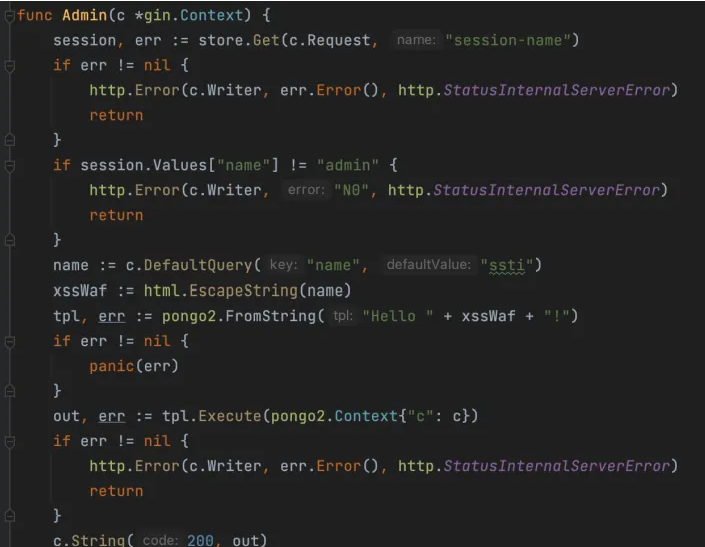 func Admin(c *gin.Context) {
    session, err := store.Get(c.Request, name: "session-name")
    if err != nil {
        http.Error(c.Writer, err.Error(), http.StatusInternalServerError)
        return
    }
    if session.Values["name"] != "admin" {
        http.Error(c.Writer, error: "N0", http.StatusInternalServerError)
        return
    }
    name := c.DefaultQuery( key: "name", defaultValue: "ssti")
    xssWaf := html.EscapeString(name)
    tpl, err := pongo2.FromString( tpl: "Hello " + xssWaf + "!")
    if err != nil {
        panic(err)
    }
    out, err := tpl.Execute(pongo2.Context{"c": c})
    if err != nil {
        http.Error(c.Writer, err.Error(), http.StatusInternalServerError)
        return
    }
    c.String( code: 200, out)